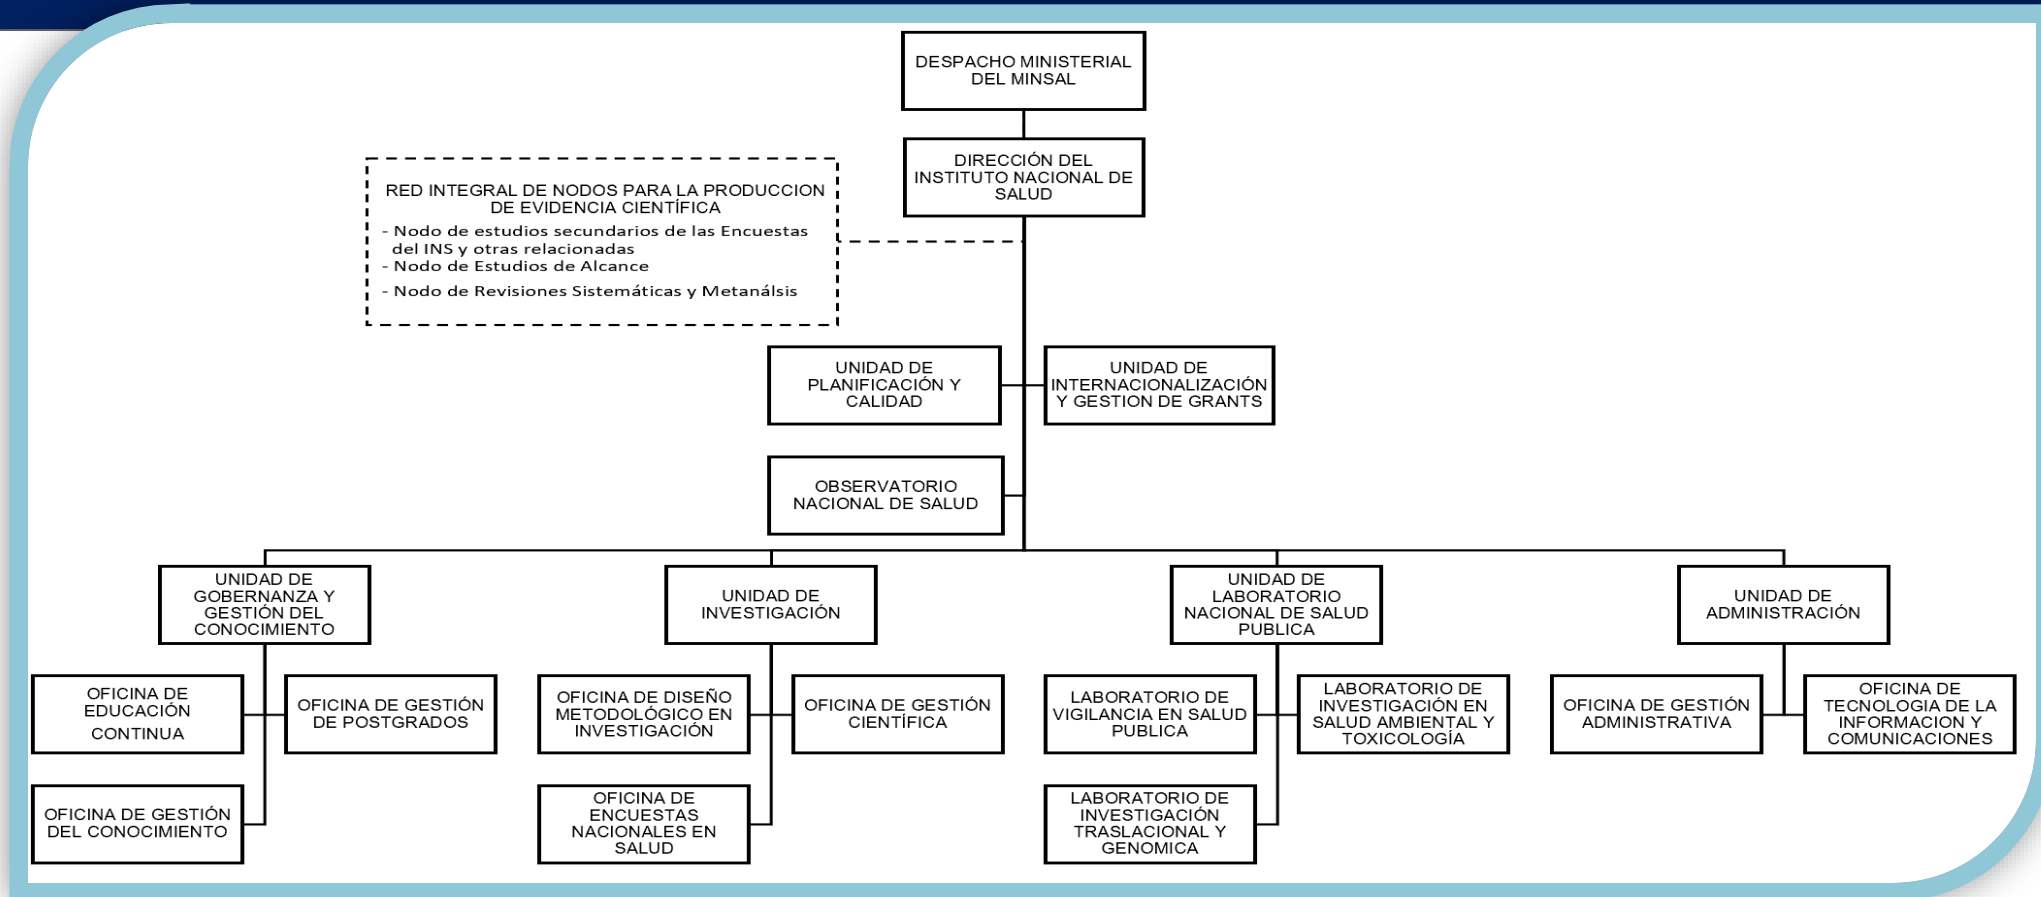 DESPACHO MINISTERIAL
DEL MINSAL
DIRECCIÓN DEL
INSTITUTO NACIONAL DE
SALUD
RED INTEGRAL DE NODOS PARA LA PRODUCCION
DE EVIDENCIA CIENTÍFICA
- Nodo de estudios secundarios de las Encuestas
del INS y otras relacionadas
- Nodo de Estudios de Alcance
- Nodo de Revisiones Sistemáticas y Metanálsis
UNIDAD DE
PLANIFICACIÓN Y
CALIDAD
UNIDAD DE
INTERNACIONALIZACIÓN
Y GESTION DE GRANTS
OBSERVATORIO
NACIONAL DE SALUD
UNIDAD DE
GOBERNANZA Y
GESTIÓN DEL
CONOCIMIENTO
UNIDAD DE
INVESTIGACIÓN
UNIDAD DE
LABORATORIO
NACIONAL DE SALUD
PUBLICA
UNIDAD DE
ADMINISTRACIÓN
OFICINA DE
EDUCACIÓN
CONTINUA
OFICINA DE GESTIÓN
DE POSTGRADOS
OFICINA DE DISEÑO
METODOLÓGICO EN
INVESTIGACIÓN
OFICINA DE GESTIÓN
CIENTÍFICA
LABORATORIO DE
VIGILANCIA EN SALUD
PUBLICA
LABORATORIO DE
INVESTIGACIÓN EN
SALUD AMBIENTAL Y
TOXICOLOGÍA
OFICINA DE GESTIÓN
ADMINISTRATIVA
OFICINA DE
TECNOLOGIA DE LA
INFORMACION Y
COMUNICACIONES
OFICINA DE GESTIÓN
DEL CONOCIMIENTO
OFICINA DE
ENCUESTAS
NACIONALES EN
SALUD
LABORATORIO DE
INVESTIGACIÓN
TRASLACIONAL Y
GENOMICA